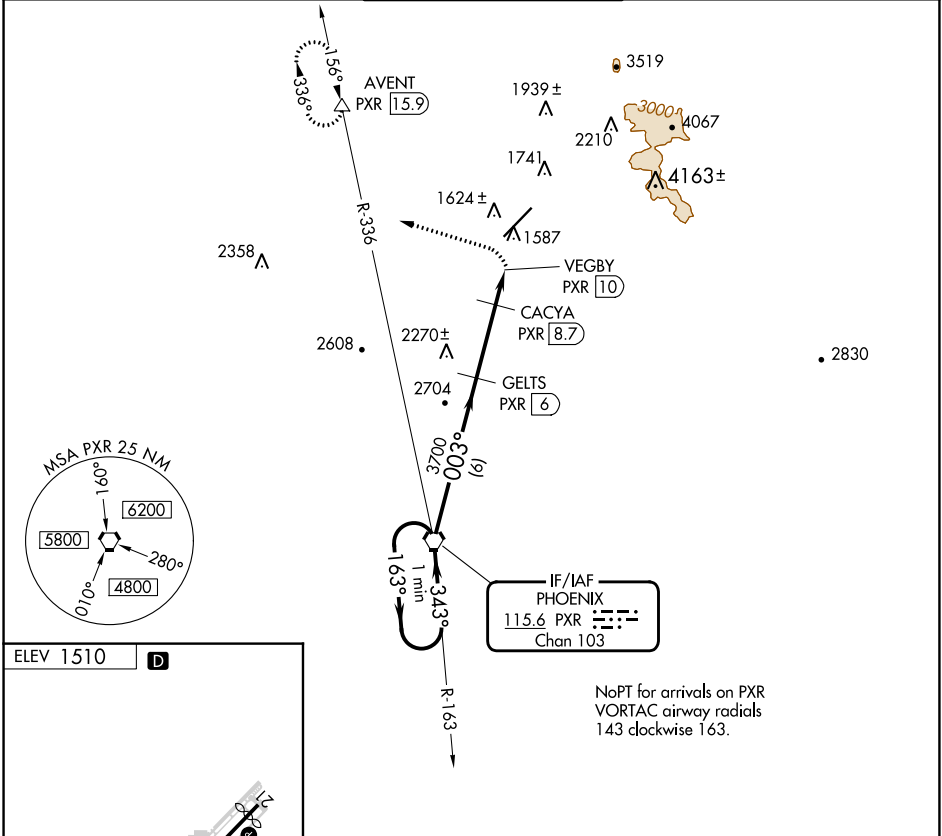 156°
336°
AVENT
PXR 15.9
3519
1939±
3000
4067
2210
1741
4163±
1624±
1587
R-336
2358
VEGBY
PXR 10
CACYA
PXR 8.7
2270±
2608
2830
GELTS
PXR 6
2704
3700
003°
(6)
MSA PXR 25 NM
160°
6200
5800
280°
010°
4800
163°
1 min
343°
IF/IAF
PHOENIX
115.6 PXR
Chan 103
R-163
NoPT for arrivals on PXR
VORTAC airway radials
143 clockwise 163.
ELEV 1510
D
21